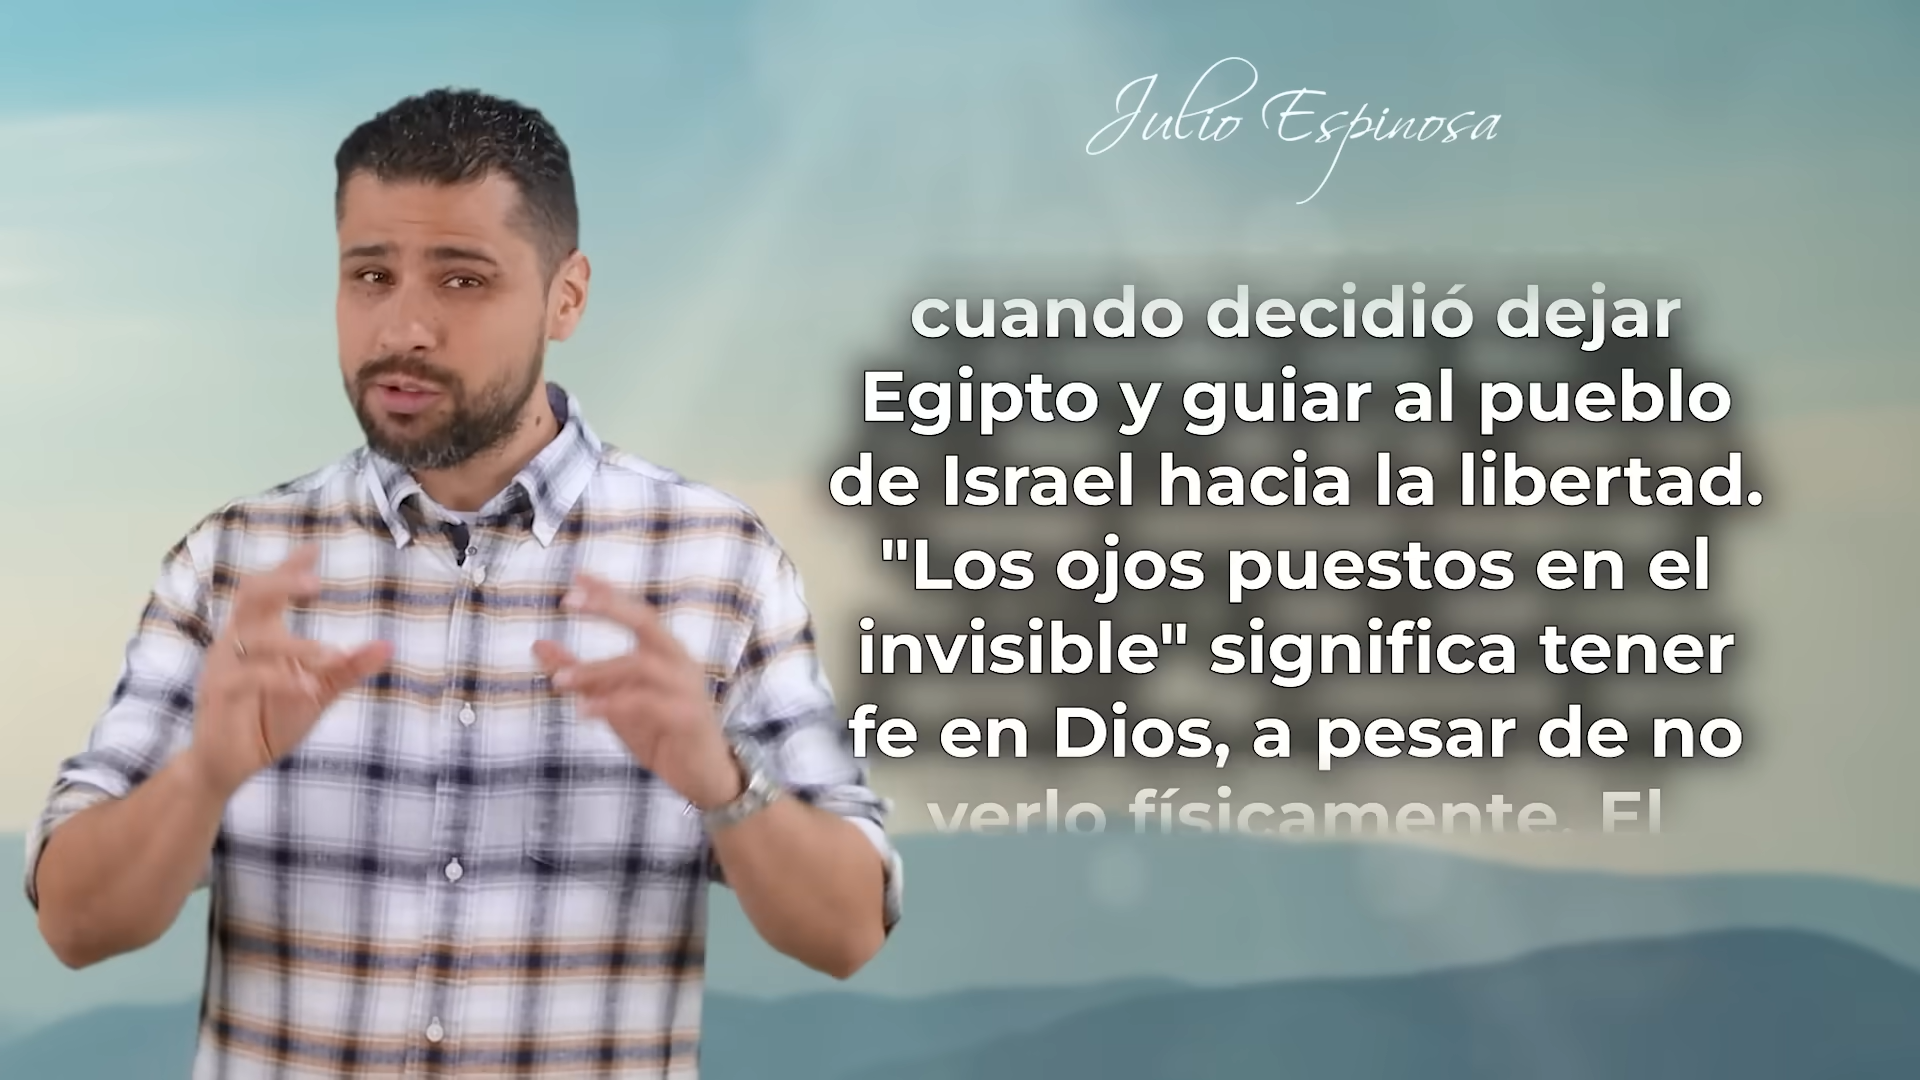 Julio Espinosa
cuando decidió dejar
Egipto y guiar al pueblo
de Israel hacia la libertad.
"Los ojos puestos en el
invisible" significa tener
fe en Dios, a pesar de no
verlo físicamente. El